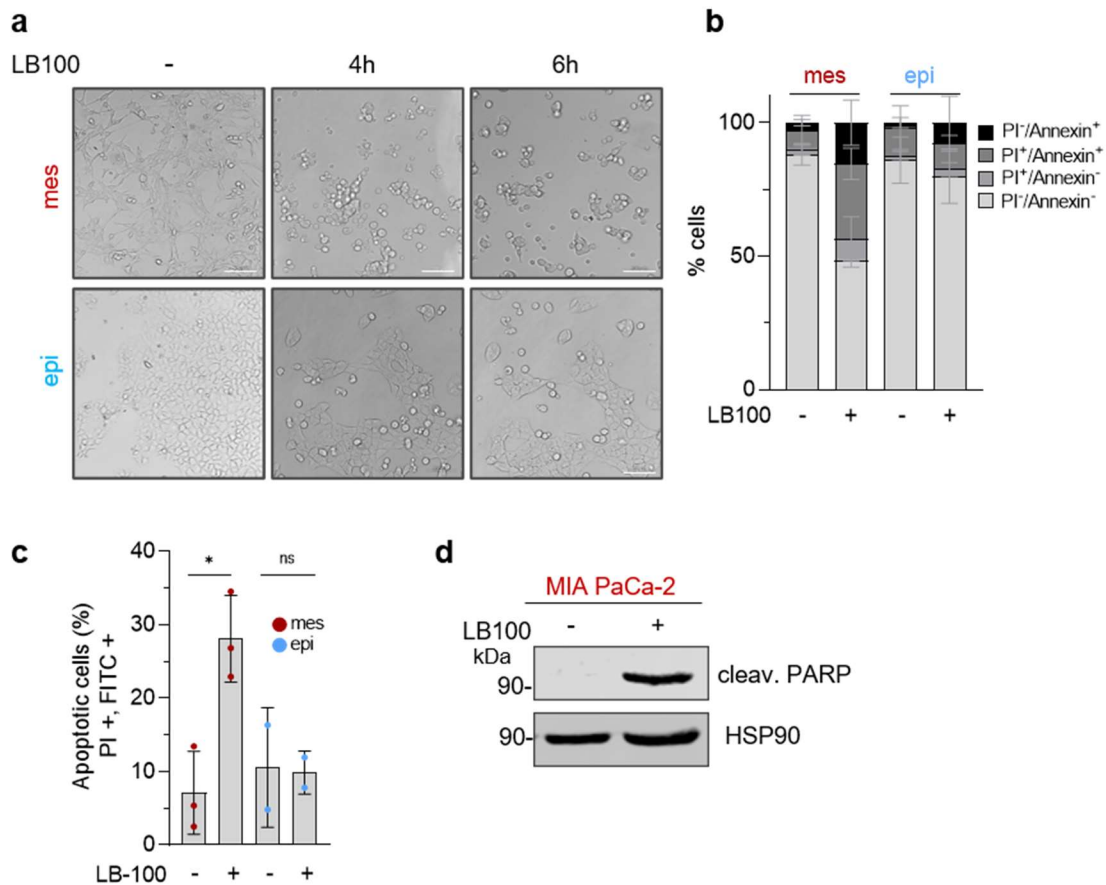 a
LB100 - 4h 6h
mes
epi
b
mes epi
100
50
0
% cells
LB100 - + - +
PI⁻/Annexin⁺
PI⁺/Annexin⁺
PI⁺/Annexin⁻
PI⁻/Annexin⁻
c
40
30
20
10
0
Apoptotic cells (%)
PI +, FITC +
* ns
mes
epi
LB-100 - + - +
d
MIA PaCa-2
LB100 - +
kDa
90- cleav. PARP
90- HSP90